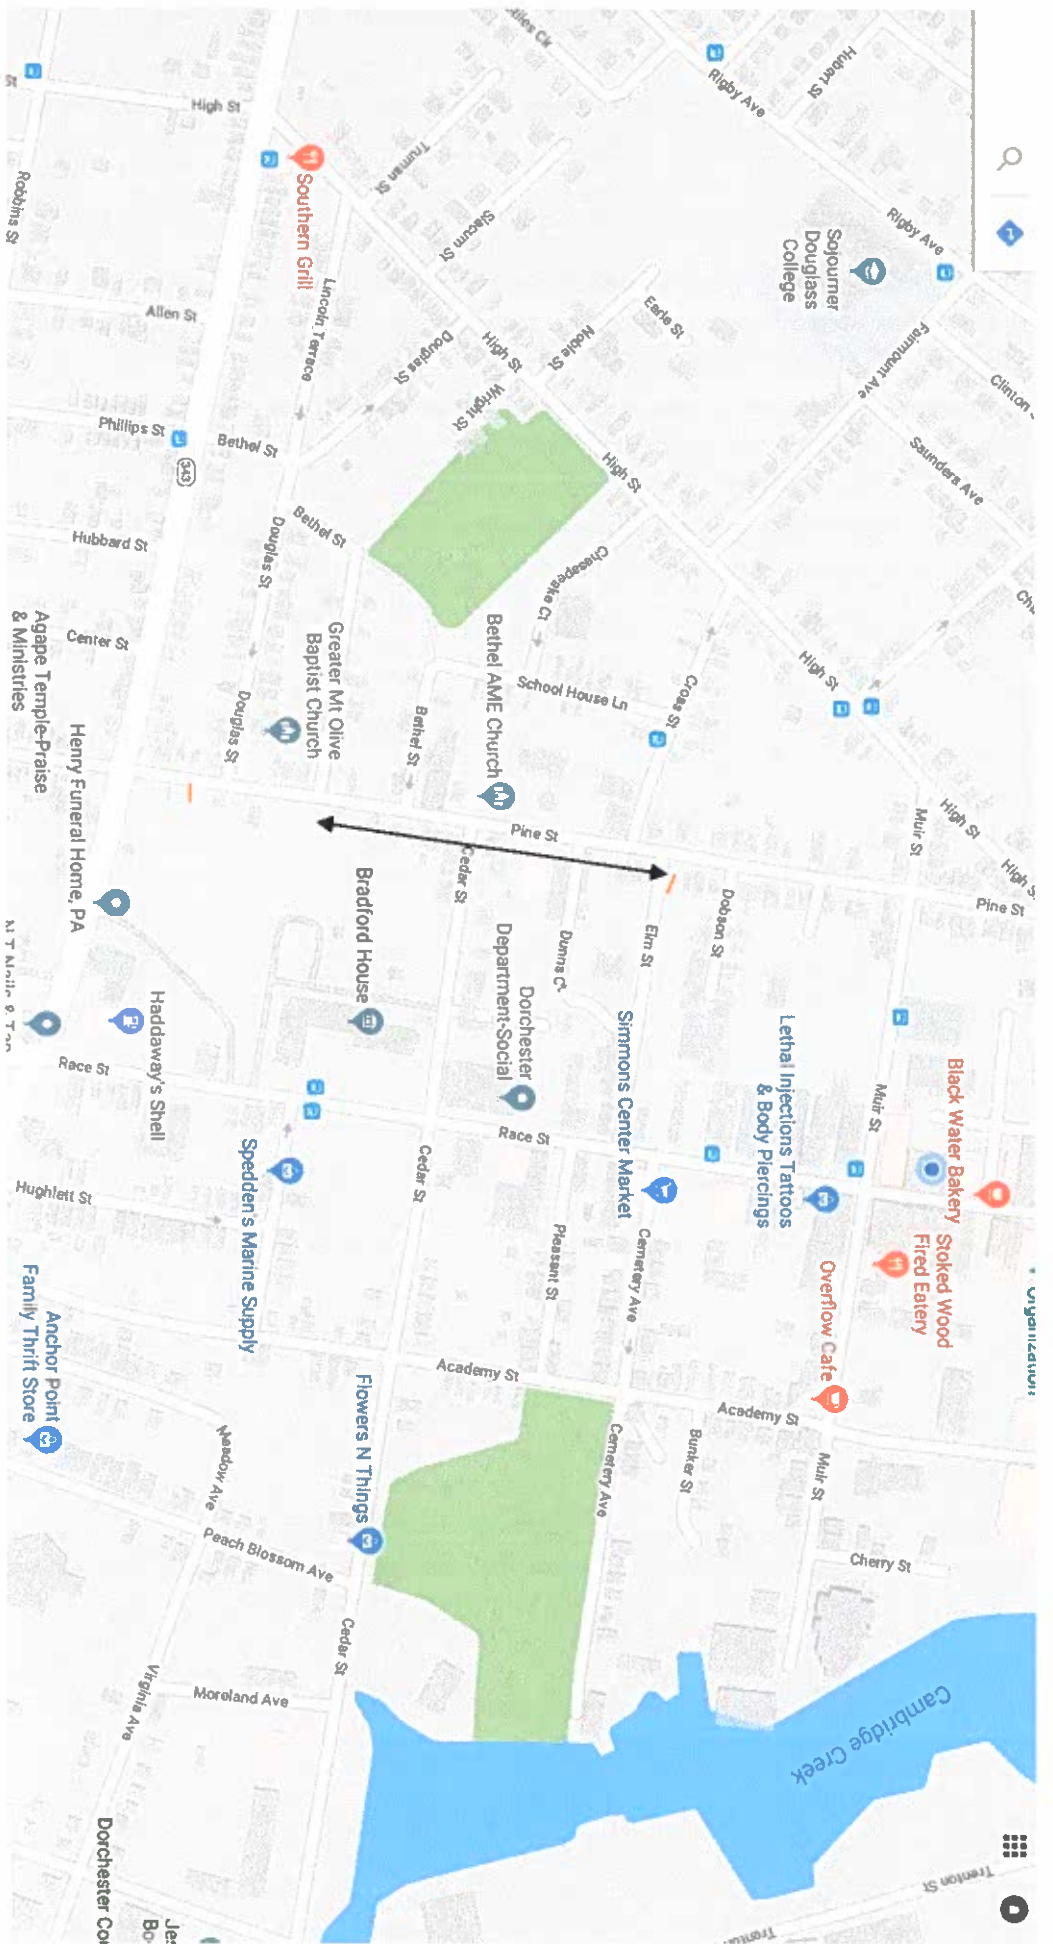 Organization
Trenton St
Clinton
High S
Pine St
High St
Black Water Bakery
Stoked Wood
Fired Eatery
Rigby Ave
Saunders Ave
Muir St
Cambridge Creek
Fairmount Ave
Muir St
Cherry St
Hubert St
Sojourner
Douglass
College
High St
Overflow Cafe
Muir St
Lethal Injections Tattoos
& Body Piercings
Academy St
Rigby Ave
Dobson St
Bunker St
Cross St
Elm St
Simmons Center Market
Cemetery Ave
Cemetery Ave
Earle St
High St
School House Ln
Chesapeake Ct
Noble St
Dunns Ct
Pleasant St
Pine St
Dorchester
Department-Social
Race St
High St
Bethel AME Church
Wright St
Slacum St
Cedar St
Academy St
Douglas St
Bethel St
Cedar St
Truman St
Bradford House
Flowers N Things
Cedar St
Greater Mt Olive
Baptist Church
Bethel St
Lincoln Terrace
Southern Grill
Peach Blossom Ave
Douglas St
Douglas St
Spedden's Marine Supply
Moreland Ave
Bethel St
Meadow Ave
High St
343
Allen St
Phillips St
Hubbard St
Center St
Haddaway's Shell
Virginia Ave
Jes
Bo
Henry Funeral Home, PA
Race St
Dorchester Cou
Hughlett St
Agape Temple-Praise
& Ministries
Anchor Point
Family Thrift Store
Robbins St
St